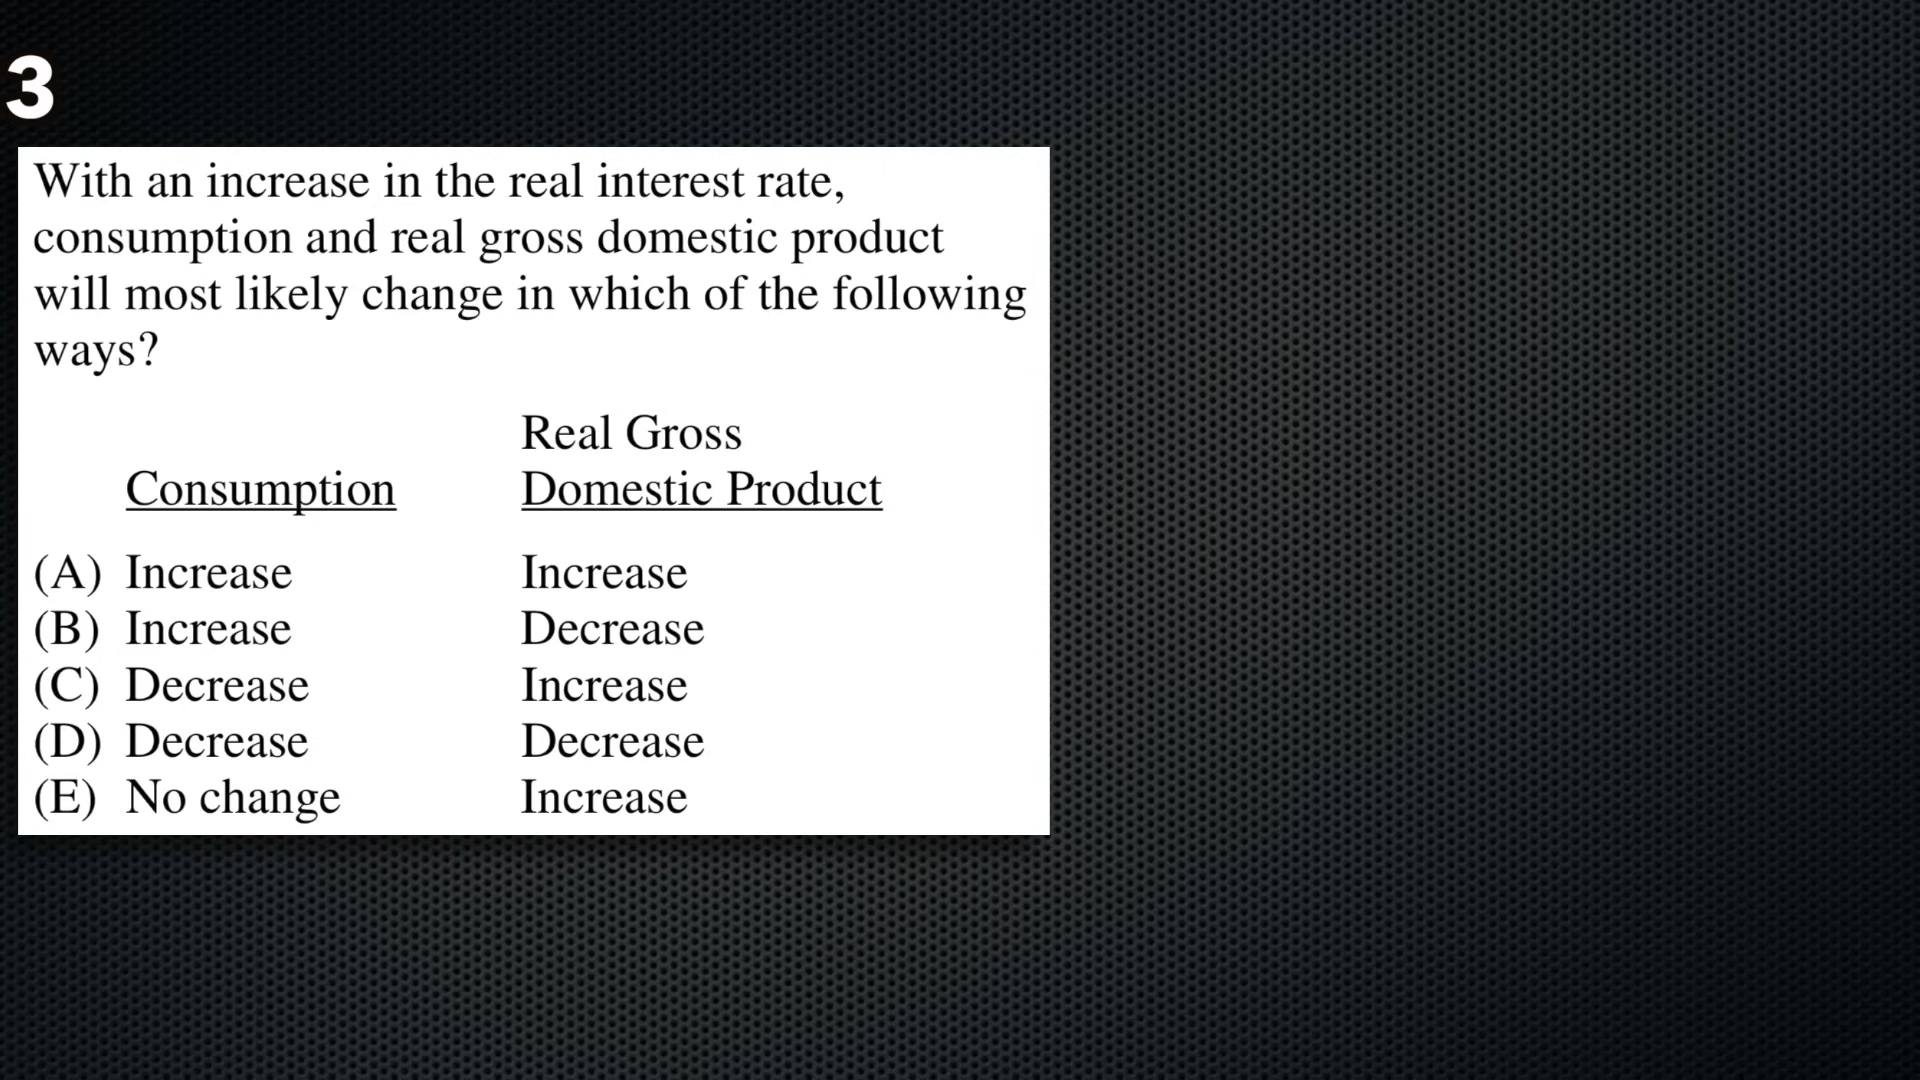 3
With an increase in the real interest rate,
consumption and real gross domestic product
will most likely change in which of the following
ways?
Real Gross
Consumption Domestic Product
(A) Increase Increase
(B) Increase Decrease
(C) Decrease Increase
(D) Decrease Decrease
(E) No change Increase